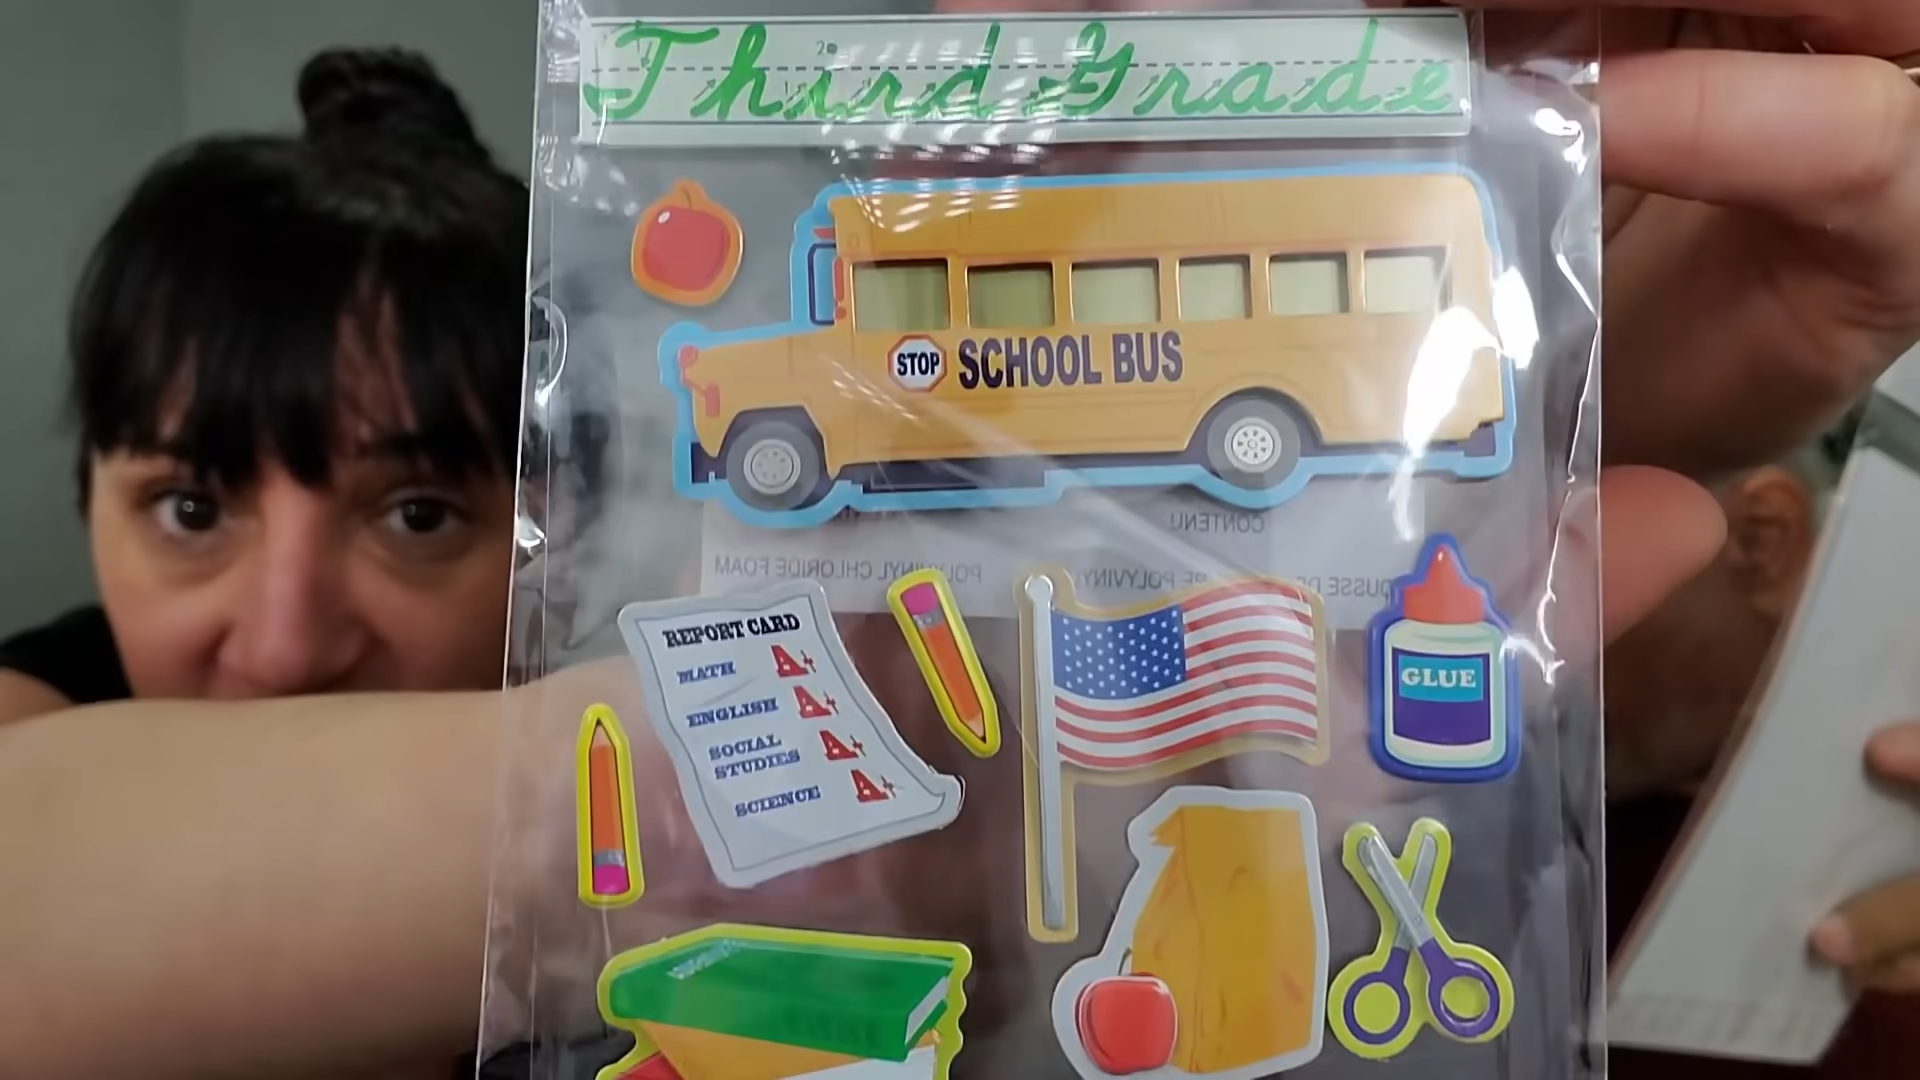 Third Grade
STOP SCHOOL BUS
CONTENU
POLYVINYL CHLORIDE FOAM
REPORT CARD
MATH A+
ENGLISH A+
SOCIAL
STUDIES A+
SCIENCE A+
GLUE